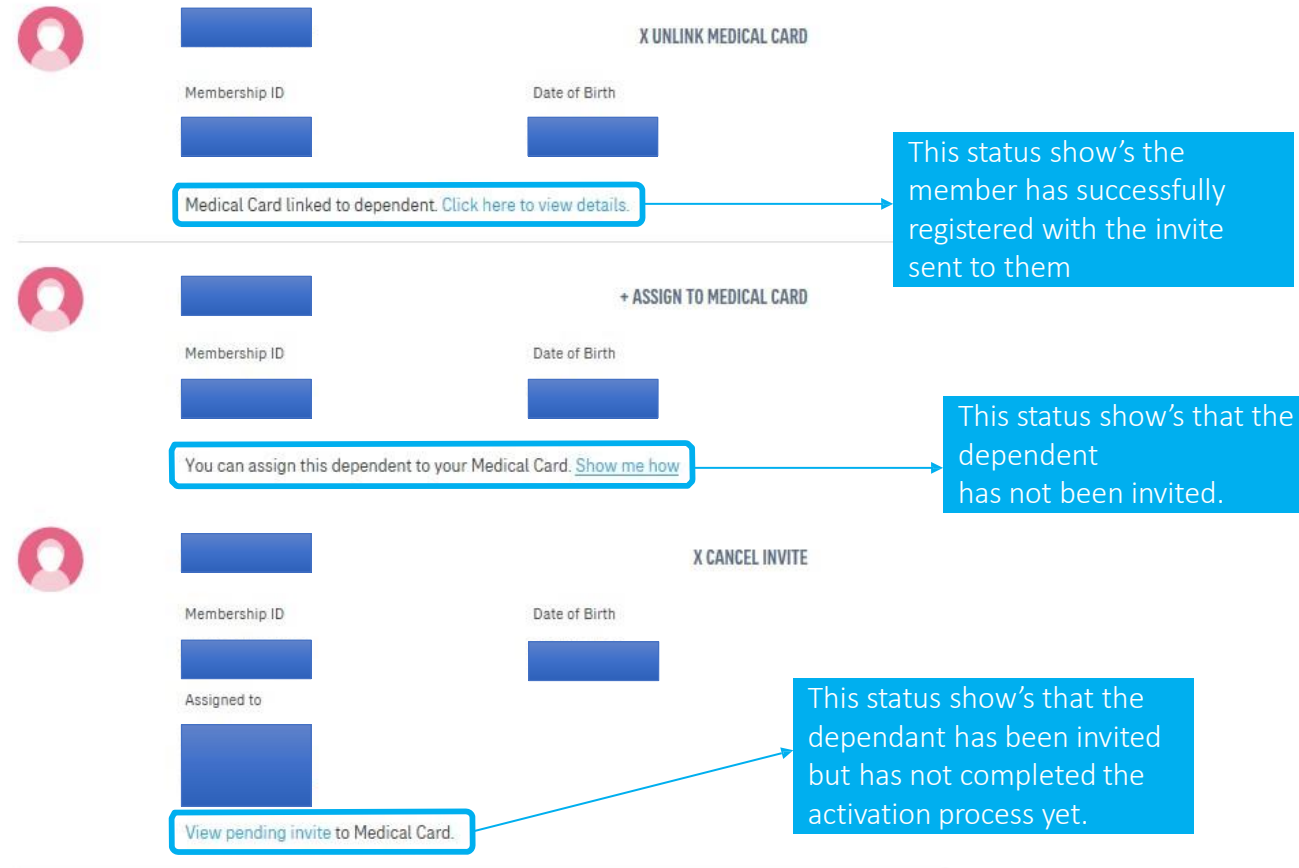 X UNLINK MEDICAL CARD
Membership ID
Date of Birth
Medical Card linked to dependent. Click here to view details.
This status show's the
member has successfully
registered with the invite
sent to them
+ ASSIGN TO MEDICAL CARD
Membership ID
Date of Birth
You can assign this dependent to your Medical Card. Show me how
This status show’s that the
dependent
has not been invited.
X CANCEL INVITE
Membership ID
Date of Birth
Assigned to
View pending invite to Medical Card.
This status show’s that the
dependant has been invited
but has not completed the
activation process yet.